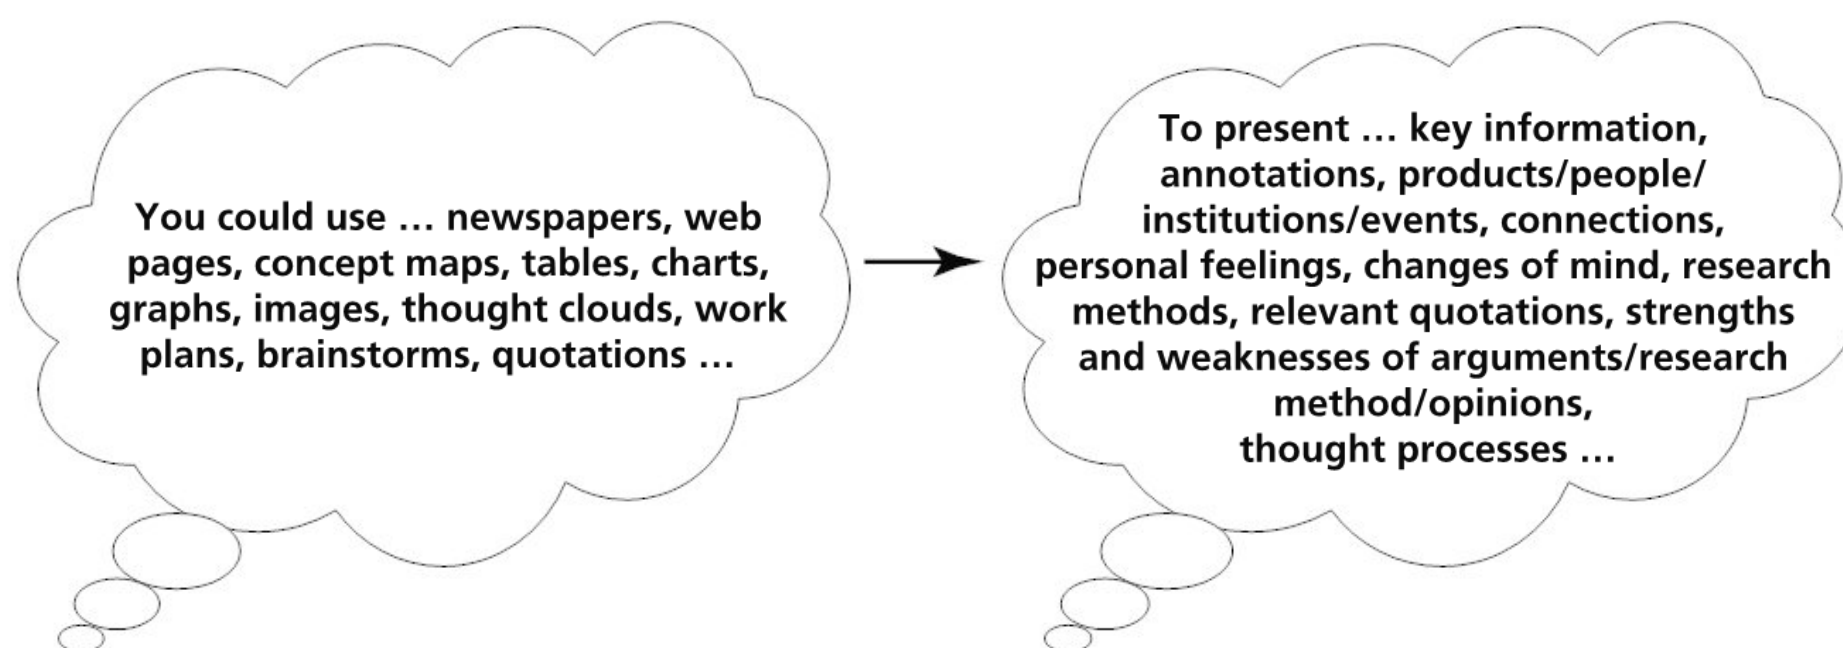 You could use … newspapers, web
pages, concept maps, tables, charts,
graphs, images, thought clouds, work
plans, brainstorms, quotations …
To present … key information,
annotations, products/people/
institutions/events, connections,
personal feelings, changes of mind, research
methods, relevant quotations, strengths
and weaknesses of arguments/research
method/opinions,
thought processes …